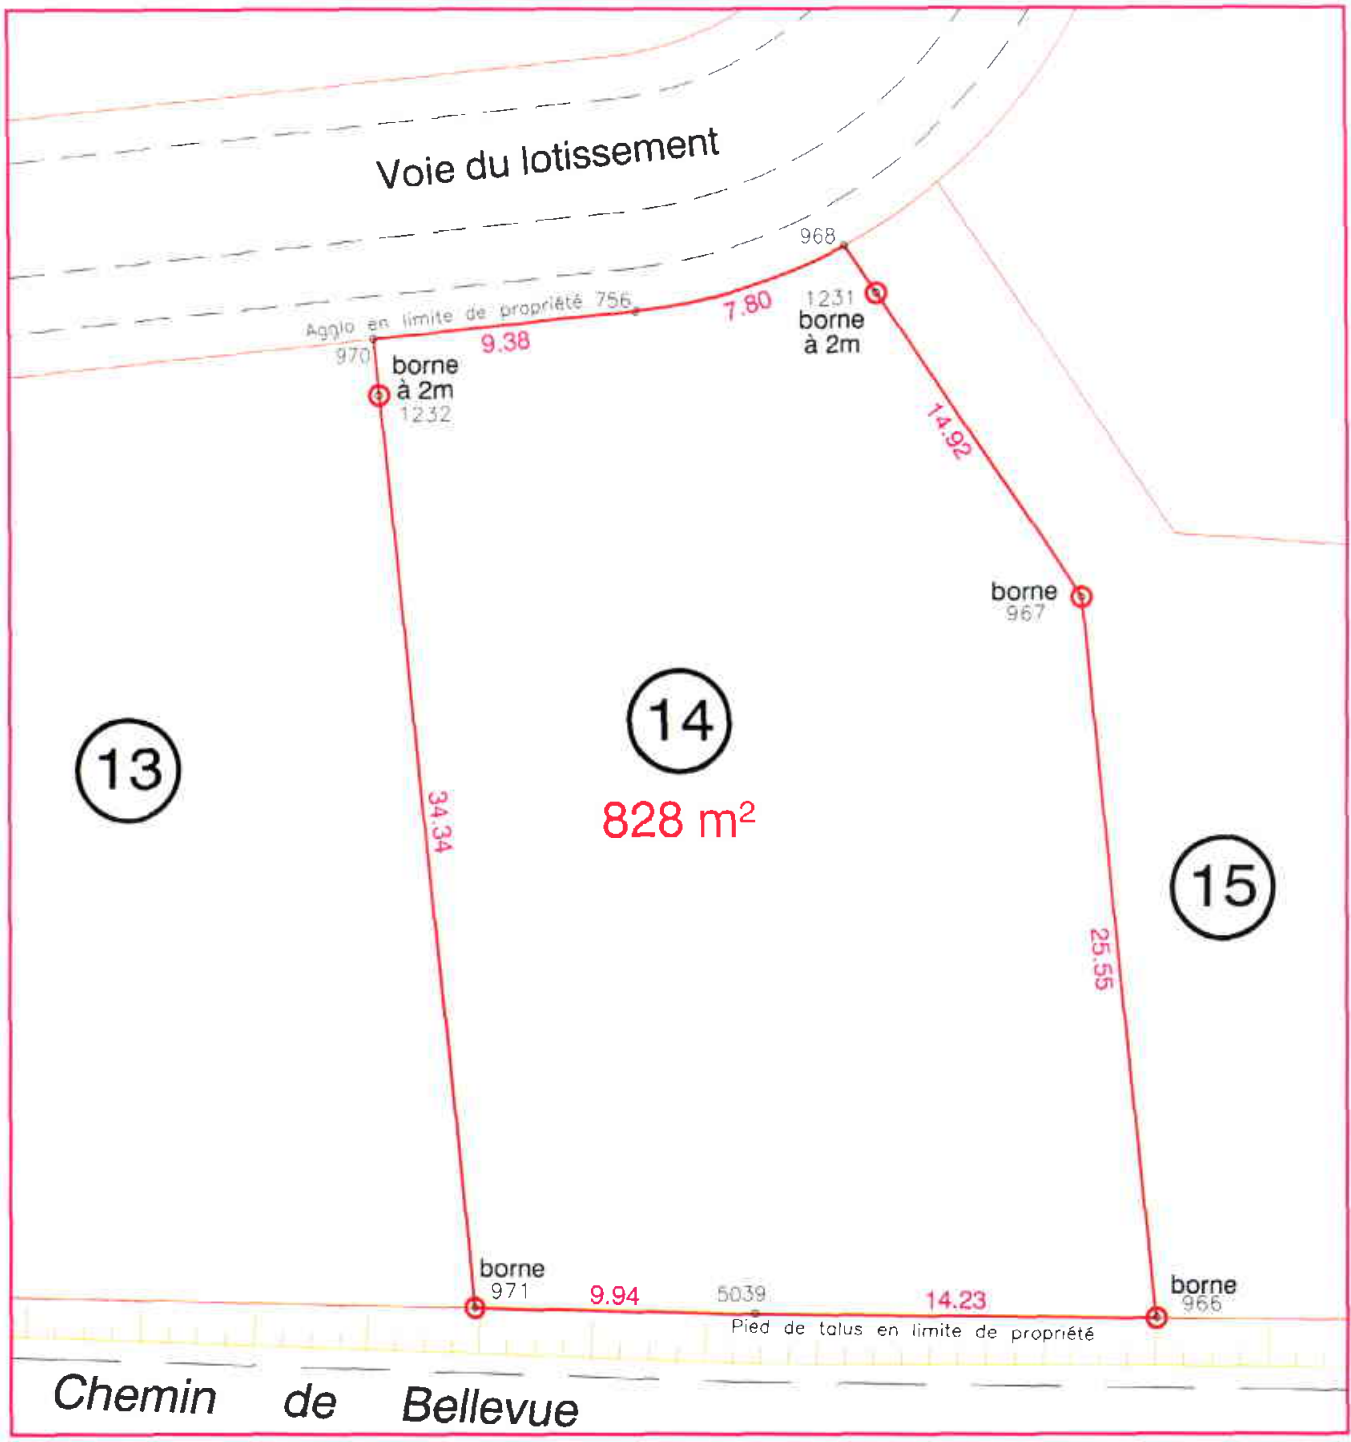 Voie du lotissement
968
Agglo en limite de propriété 756
7.80
1231
borne
à 2m
9.38
970
borne
à 2m
1232
14.92
borne
967
14
13
828 m²
34.34
15
25.55
borne
971
9.94
5039
14.23
borne
966
Pied de talus en limite de propriété
Chemin de Bellevue